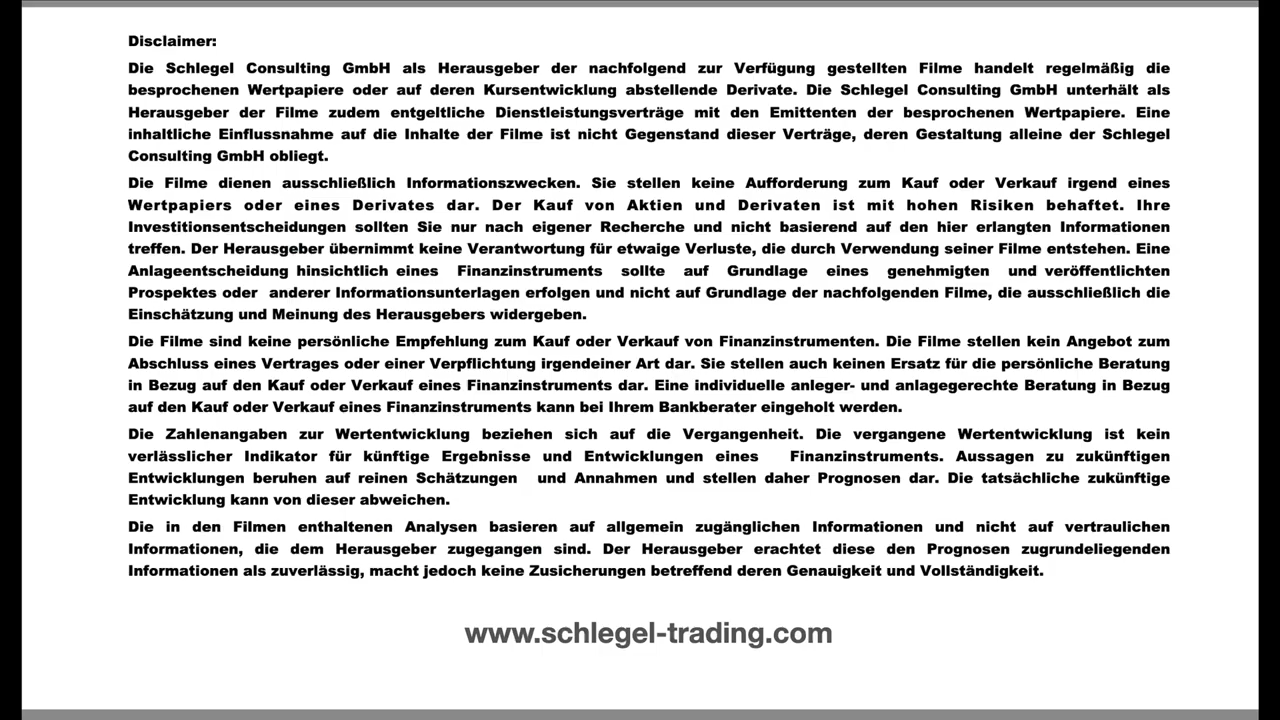 Disclaimer:
Die Schlegel Consulting GmbH als Herausgeber der nachfolgend zur Verfügung gestellten Filme handelt regelmäßig die
besprochenen Wertpapiere oder auf deren Kursentwicklung abstellende Derivate. Die Schlegel Consulting GmbH unterhält als
Herausgeber der Filme zudem entgeltliche Dienstleistungsverträge mit den Emittenten der besprochenen Wertpapiere. Eine
inhaltliche Einflussnahme auf die Inhalte der Filme ist nicht Gegenstand dieser Verträge, deren Gestaltung alleine der Schlegel
Consulting GmbH obliegt.
Die Filme dienen ausschließlich Informationszwecken. Sie stellen keine Aufforderung zum Kauf oder Verkauf irgend eines
Wertpapiers oder eines Derivates dar. Der Kauf von Aktien und Derivaten ist mit hohen Risiken behaftet. Ihre
Investitionsentscheidungen sollten Sie nur nach eigener Recherche und nicht basierend auf den hier erlangten Informationen
treffen. Der Herausgeber übernimmt keine Verantwortung für etwaige Verluste, die durch Verwendung seiner Filme entstehen. Eine
Anlageentscheidung hinsichtlich eines Finanzinstruments sollte auf Grundlage eines genehmigten und veröffentlichten
Prospektes oder anderer Informationsunterlagen erfolgen und nicht auf Grundlage der nachfolgenden Filme, die ausschließlich die
Einschätzung und Meinung des Herausgebers widergeben.
Die Filme sind keine persönliche Empfehlung zum Kauf oder Verkauf von Finanzinstrumenten. Die Filme stellen kein Angebot zum
Abschluss eines Vertrages oder einer Verpflichtung irgendeiner Art dar. Sie stellen auch keinen Ersatz für die persönliche Beratung
in Bezug auf den Kauf oder Verkauf eines Finanzinstruments dar. Eine individuelle anleger- und anlagegerechte Beratung in Bezug
auf den Kauf oder Verkauf eines Finanzinstruments kann bei Ihrem Bankberater eingeholt werden.
Die Zahlenangaben zur Wertentwicklung beziehen sich auf die Vergangenheit. Die vergangene Wertentwicklung ist kein
verlässlicher Indikator für künftige Ergebnisse und Entwicklungen eines Finanzinstruments. Aussagen zu zukünftigen
Entwicklungen beruhen auf reinen Schätzungen und Annahmen und stellen daher Prognosen dar. Die tatsächliche zukünftige
Entwicklung kann von dieser abweichen.
Die in den Filmen enthaltenen Analysen basieren auf allgemein zugänglichen Informationen und nicht auf vertraulichen
Informationen, die dem Herausgeber zugegangen sind. Der Herausgeber erachtet diese den Prognosen zugrundeliegenden
Informationen als zuverlässig, macht jedoch keine Zusicherungen betreffend deren Genauigkeit und Vollständigkeit.
www.schlegel-trading.com